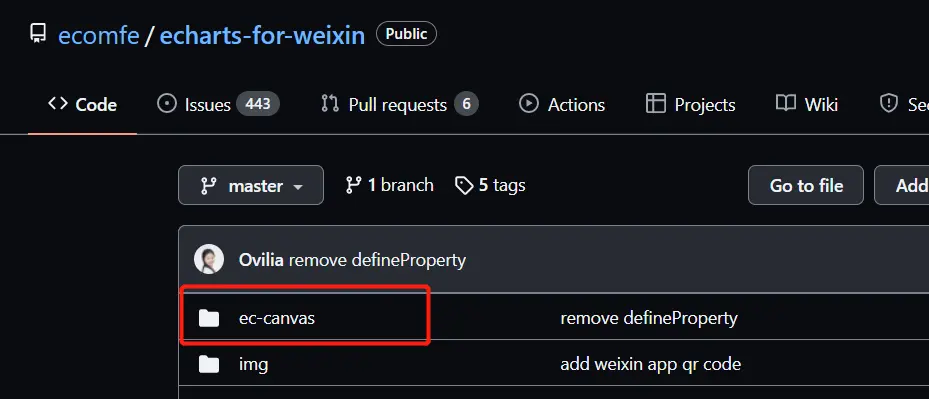 ecomfe / echarts-for-weixin Public
Code Issues 443 Pull requests 6 Actions Projects Wiki
master 1 branch 5 tags Go to file Add
Ovilia remove defineProperty
ec-canvas remove defineProperty
img add weixin app qr code